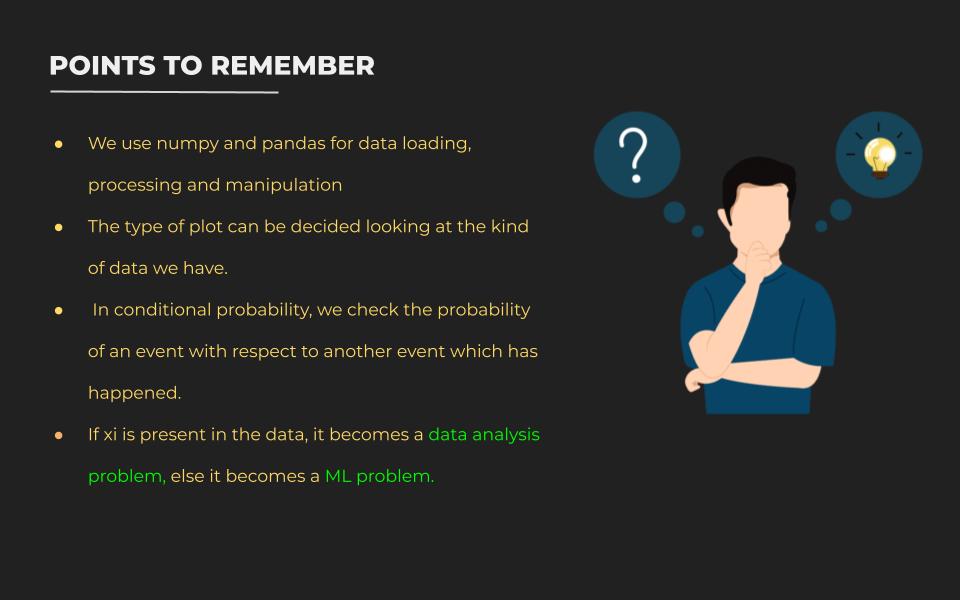 POINTS TO REMEMBER
● We use numpy and pandas for data loading,
processing and manipulation
● The type of plot can be decided looking at the kind
of data we have.
● In conditional probability, we check the probability
of an event with respect to another event which has
happened.
● If xi is present in the data, it becomes a data analysis
problem, else it becomes a ML problem.
?